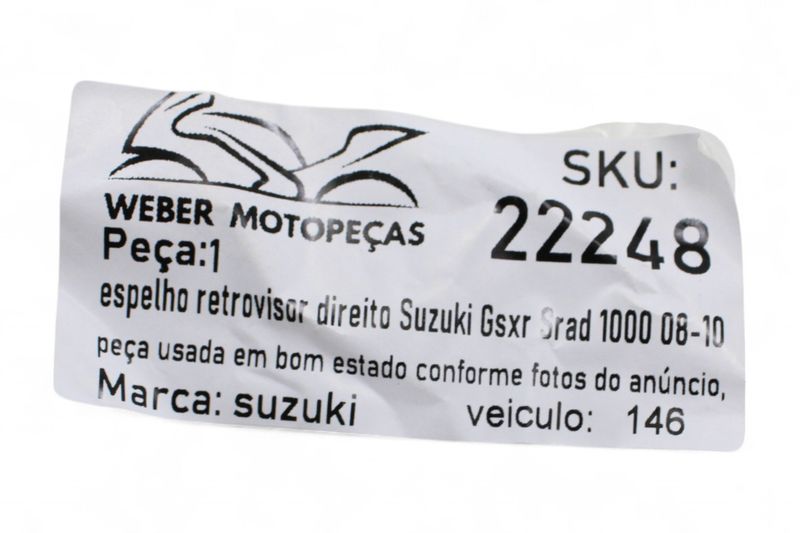 WEBER MOTOPEÇAS
SKU:
22248
Peça:1
espelho retrovisor direito Suzuki Gsxr Srad 1000 08-10
peça usada em bom estado conforme fotos do anúncio,
Marca: suzuki
veiculo: 146